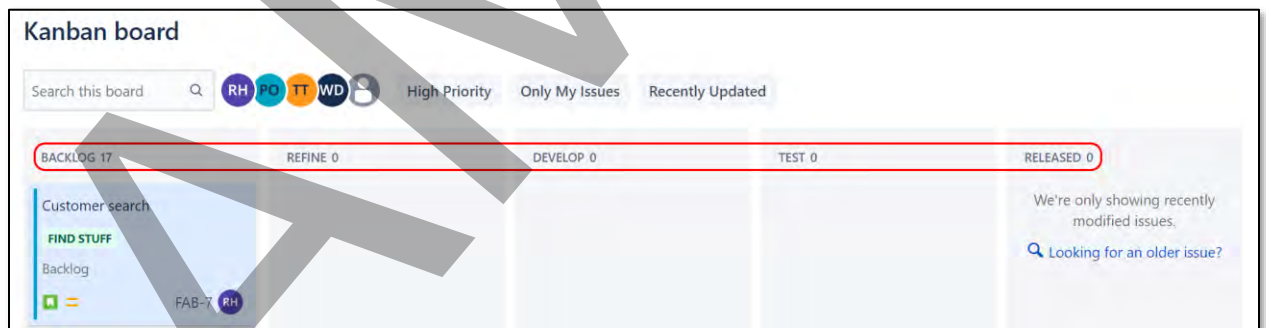 Kanban board
Search this board RH PO TT WD High Priority Only My Issues Recently Updated
BACKLOG 17 REFINE 0 DEVELOP 0 TEST 0 RELEASED 0
Customer search
FIND STUFF
Backlog
FAB-7 RH
We're only showing recently
modified issues.
Looking for an older issue?